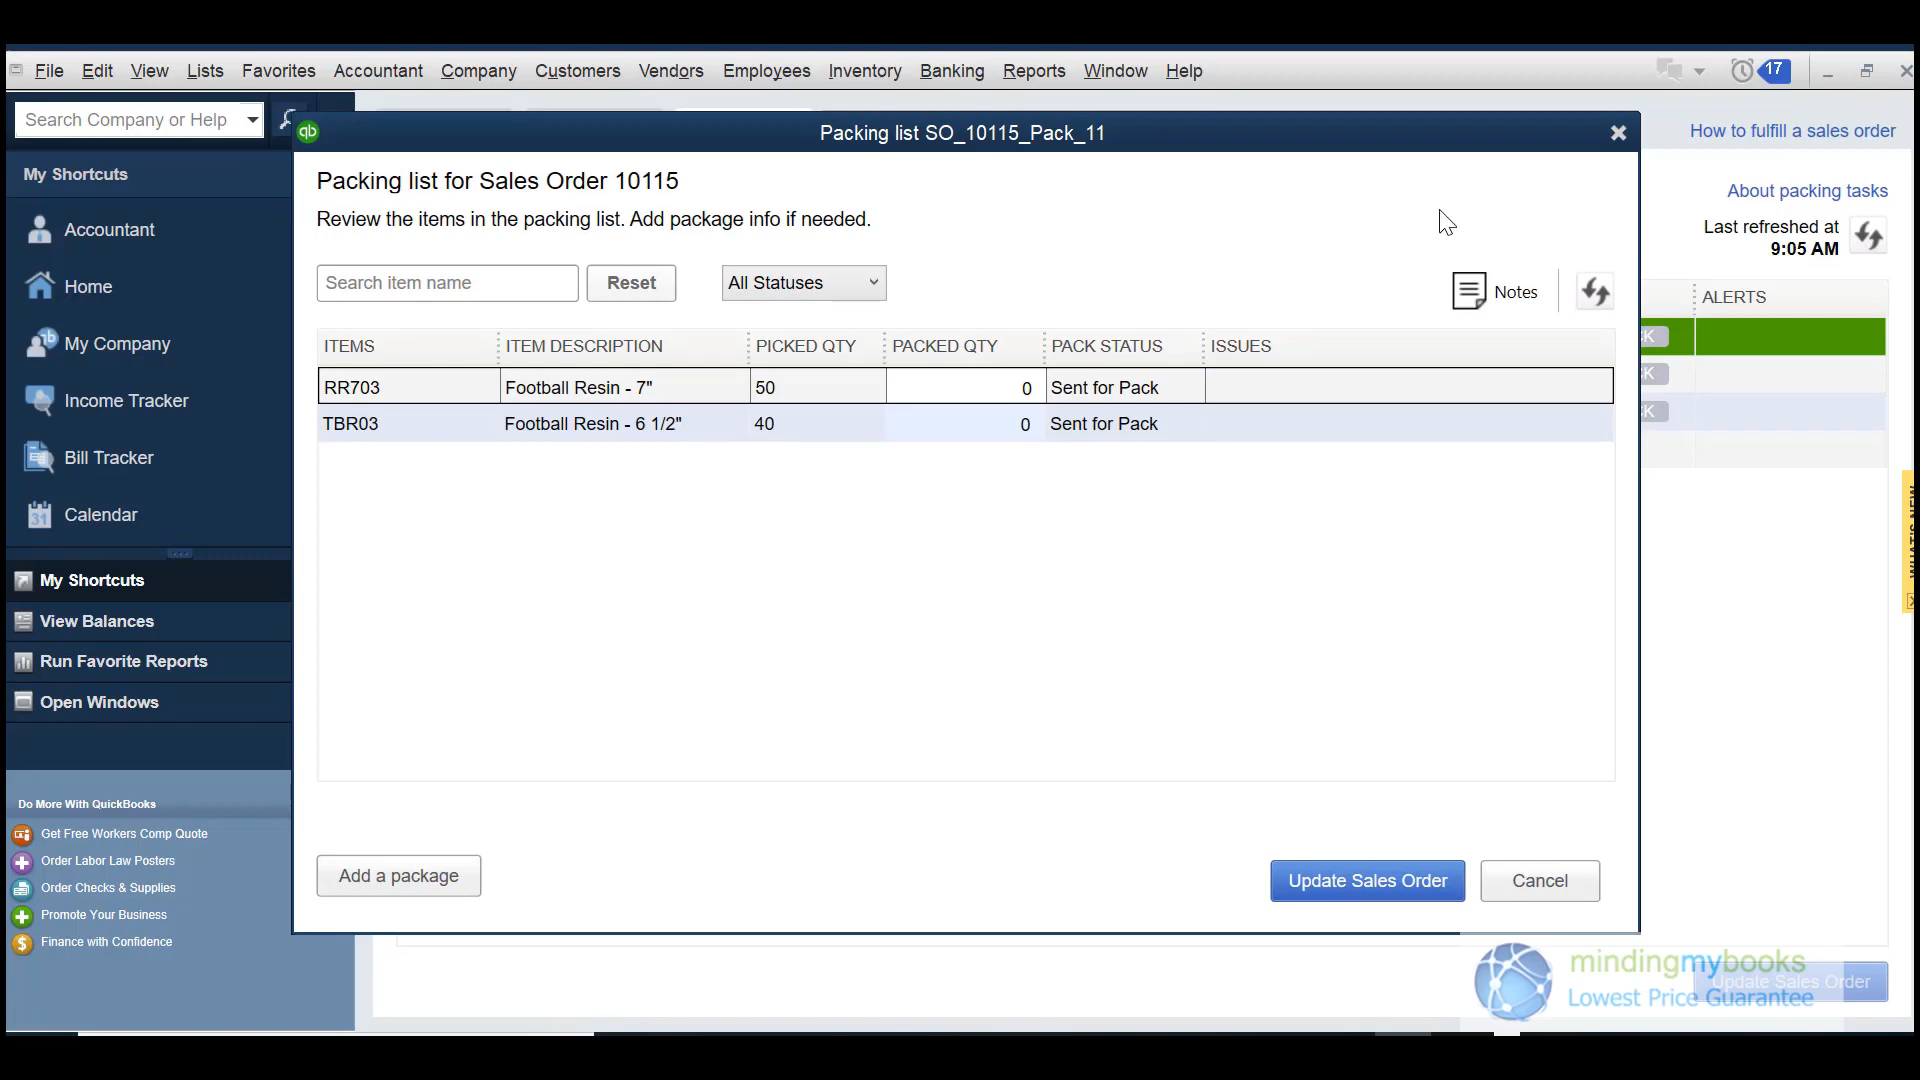 File Edit View Lists Favorites Accountant Company Customers Vendors Employees Inventory Banking Reports Window Help
17
Search Company or Help
qb
Packing list SO_10115_Pack_11
How to fulfill a sales order
My Shortcuts
Packing list for Sales Order 10115
About packing tasks
Review the items in the packing list. Add package info if needed.
Last refreshed at
9:05 AM
Accountant
Home
My Company
Income Tracker
Bill Tracker
31
Calendar
Search item name
Reset
All Statuses
Notes
ALERTS
ITEMS ITEM DESCRIPTION PICKED QTY PACKED QTY PACK STATUS ISSUES
RR703 Football Resin - 7" 50 0 Sent for Pack
TBR03 Football Resin - 6 1/2" 40 0 Sent for Pack
WHAT'S NEW
My Shortcuts
View Balances
Run Favorite Reports
Open Windows
Do More With QuickBooks
Get Free Workers Comp Quote
Order Labor Law Posters
Order Checks & Supplies
Promote Your Business
Finance with Confidence
Add a package
Update Sales Order
Cancel
mindingmybooks
Update Sales Order
Lowest Price Guarantee